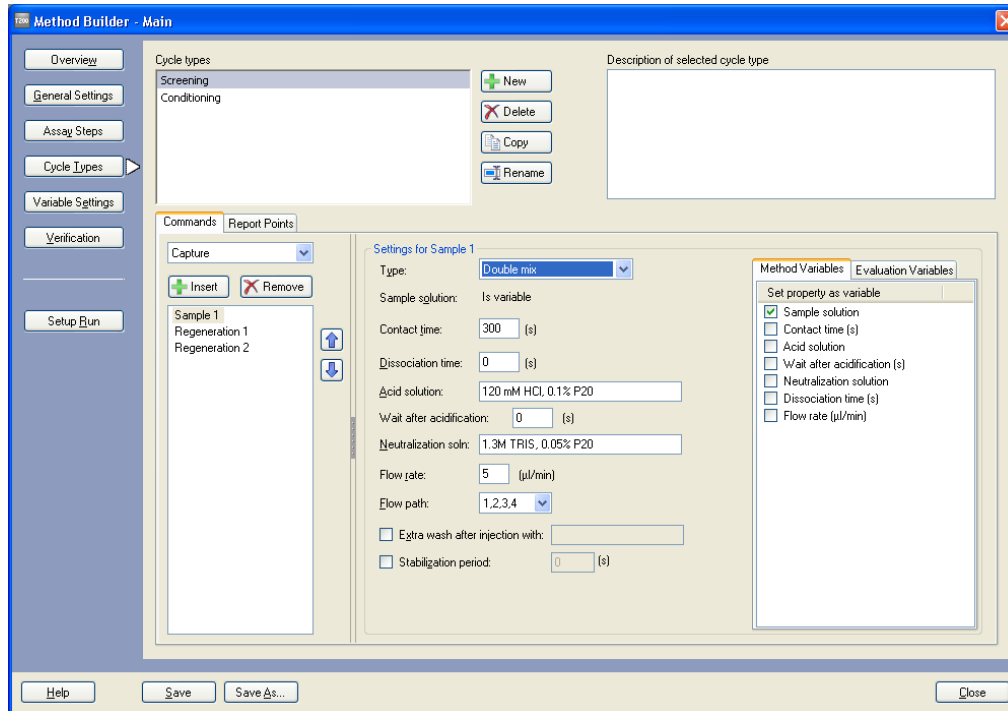 T200 Method Builder - Main
Overview
General Settings
Assay Steps
Cycle Types
Variable Settings
Verification
Setup Run
Cycle types
Screening
Conditioning
New
Delete
Copy
Rename
Description of selected cycle type
Commands Report Points
Capture
Insert Remove
Sample 1
Regeneration 1
Regeneration 2
Settings for Sample 1
Type: Double mix
Sample solution: Is variable
Contact time: 300 (s)
Dissociation time: 0 (s)
Acid solution: 120 mM HCl, 0.1% P20
Wait after acidification: 0 (s)
Neutralization soln: 1.3M TRIS, 0.05% P20
Flow rate: 5 (µl/min)
Flow path: 1,2,3,4
Extra wash after injection with:
Stabilization period: 0 (s)
Method Variables Evaluation Variables
Set property as variable
Sample solution
Contact time (s)
Acid solution
Wait after acidification (s)
Neutralization solution
Dissociation time (s)
Flow rate (µl/min)
Help Save Save As... Close